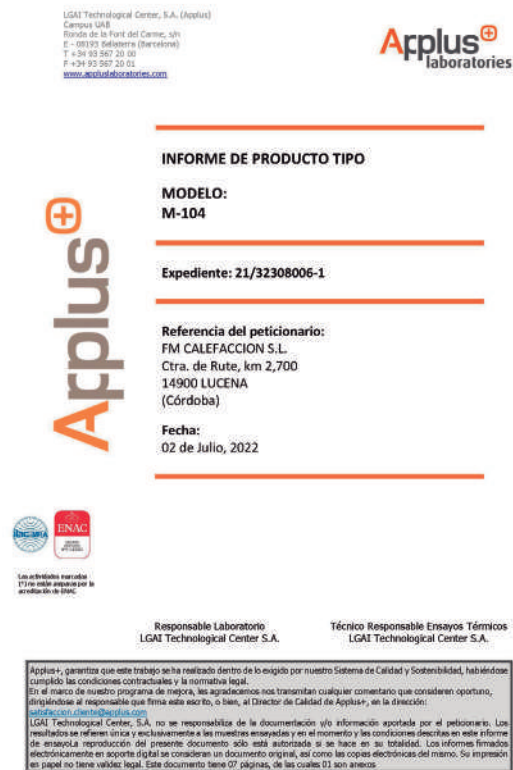 LGAI Technological Center, S.A. (Applus)
Campus UAB
Ronda de la Font del Carme, s/n
E - 08193 Bellaterra (Barcelona)
T +34 93 567 20 00
F +34 93 567 20 01
www.appluslaboratories.com
Applus+
laboratories
INFORME DE PRODUCTO TIPO
MODELO:
M-104
Applus+
Expediente: 21/32308006-1
Referencia del peticionario:
FM CALEFACCION S.L.
Ctra. de Rute, km 2,700
14900 LUCENA
(Córdoba)
Fecha:
02 de Julio, 2022
ENAC
Las actividades marcadas
(*) no están amparadas por la
acreditación de ENAC
Responsable Laboratorio
LGAI Technological Center S.A.
Técnico Responsable Ensayos Térmicos
LGAI Technological Center S.A.
Applus+, garantiza que este trabajo se ha realizado dentro de lo exigido por nuestro Sistema de Calidad y Sostenibilidad, habiéndose
cumplido las condiciones contractuales y la normativa legal.
En el marco de nuestro programa de mejora, les agradecemos nos transmitan cualquier comentario que consideren oportuno,
dirigiéndose al responsable que firma este escrito, o bien, al Director de Calidad de Applus+, en la dirección:
satisfaccion.cliente@applus.com
LGAI Technological Center, S.A. no se responsabiliza de la documentación y/o información aportada por el peticionario. Los
resultados se refieren única y exclusivamente a las muestras ensayadas y en el momento y las condiciones descritas en este informe
de ensayoLa reproducción del presente documento sólo está autorizada si se hace en su totalidad. Los informes firmados
electrónicamente en soporte digital se consideran un documento original, así como las copias electrónicas del mismo. Su impresión
en papel no tiene validez legal. Este documento tiene 07 páginas, de las cuales 01 son anexos